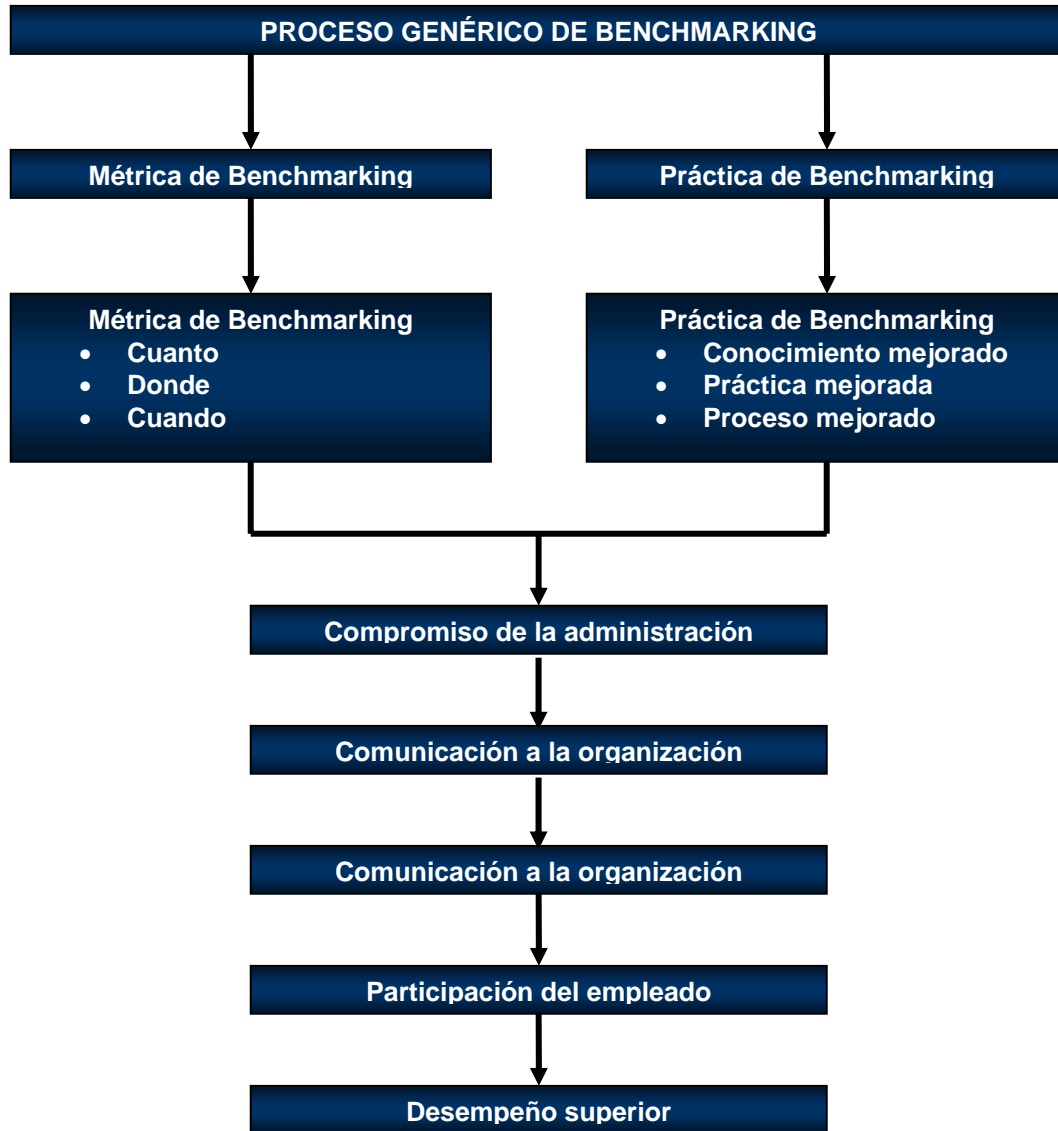 PROCESO GENÉRICO DE BENCHMARKING
Métrica de Benchmarking
Práctica de Benchmarking
Métrica de Benchmarking
• Cuanto
• Donde
• Cuando
Práctica de Benchmarking
• Conocimiento mejorado
• Práctica mejorada
• Proceso mejorado
Compromiso de la administración
Comunicación a la organización
Comunicación a la organización
Participación del empleado
Desempeño superior